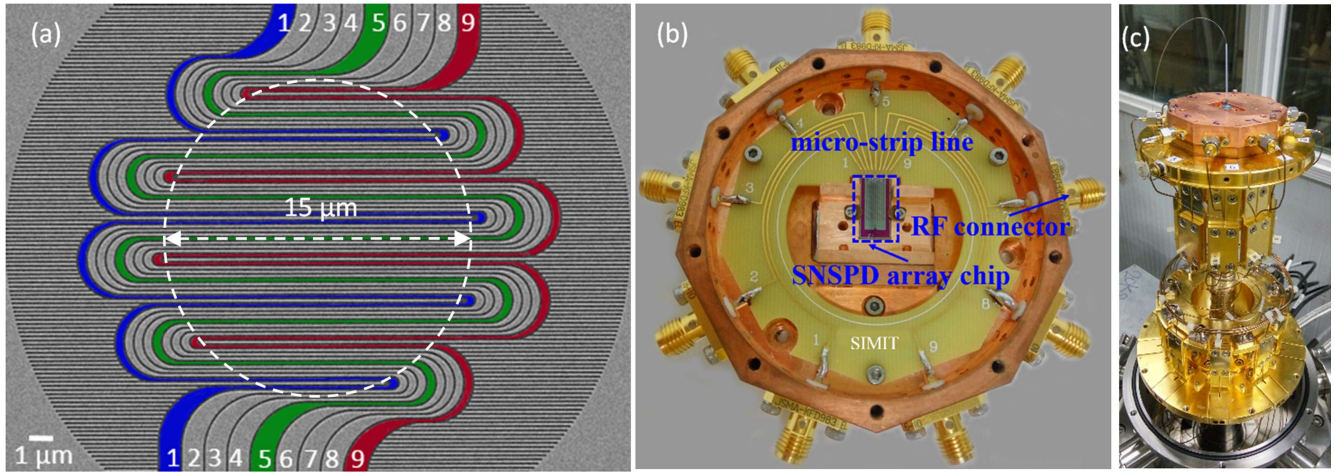 (a)
1 2 3 4 5 6 7 8 9
15 µm
1 µm
1 2 3 4 5 6 7 8 9
(b)
5
4
micro-strip line
1 9
3
RF connector
SNSPD array chip
2
8
SIMIT
1
9
(c)